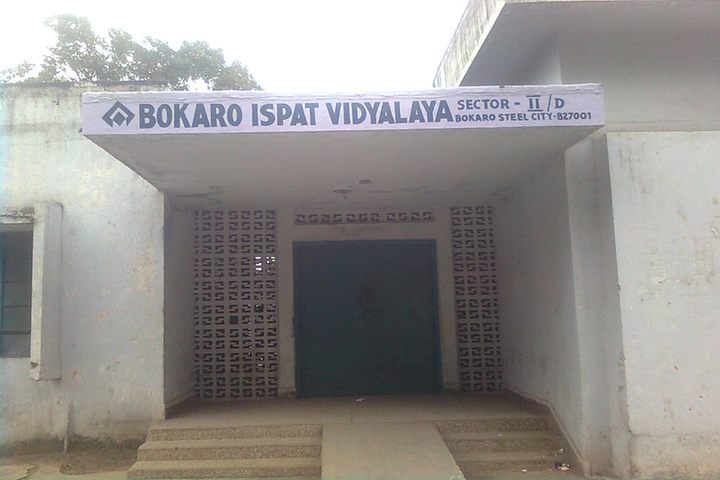 BOKARO ISPAT VIDYALAYA SECTOR - II/D
BOKARO STEEL CITY-827001